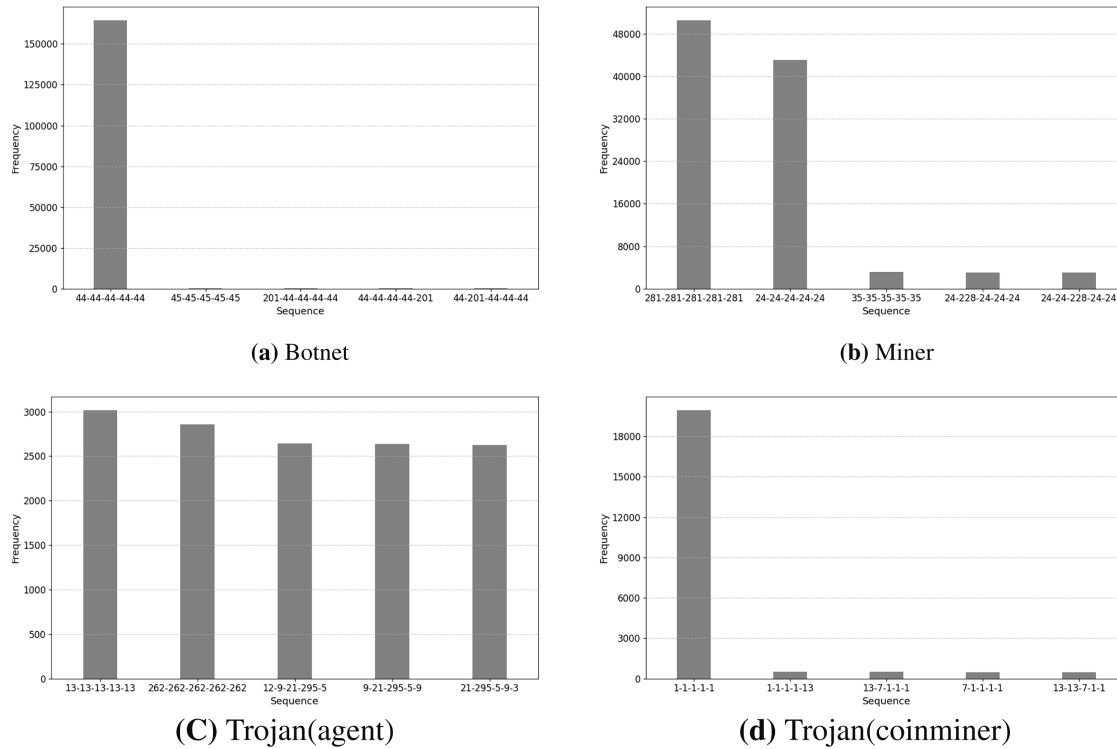 150000
125000
100000
75000
50000
25000
0
Frequency
44-44-44-44-44 45-45-45-45-45 201-44-44-44-44 44-44-44-44-201 44-201-44-44-44
Sequence
(a) Botnet
48000
40000
32000
24000
16000
8000
0
Frequency
281-281-281-281-281 24-24-24-24-24 35-35-35-35-35 24-228-24-24-24 24-24-228-24-24
Sequence
(b) Miner
3000
2500
2000
1500
1000
500
0
Frequency
13-13-13-13-13 262-262-262-262-262 12-9-21-295-5 9-21-295-5-9 21-295-5-9-3
Sequence
(C) Trojan(agent)
18000
15000
12000
9000
6000
3000
0
Frequency
1-1-1-1-1 1-1-1-1-13 13-7-1-1-1 7-1-1-1-1 13-13-7-1-1
Sequence
(d) Trojan(coinminer)